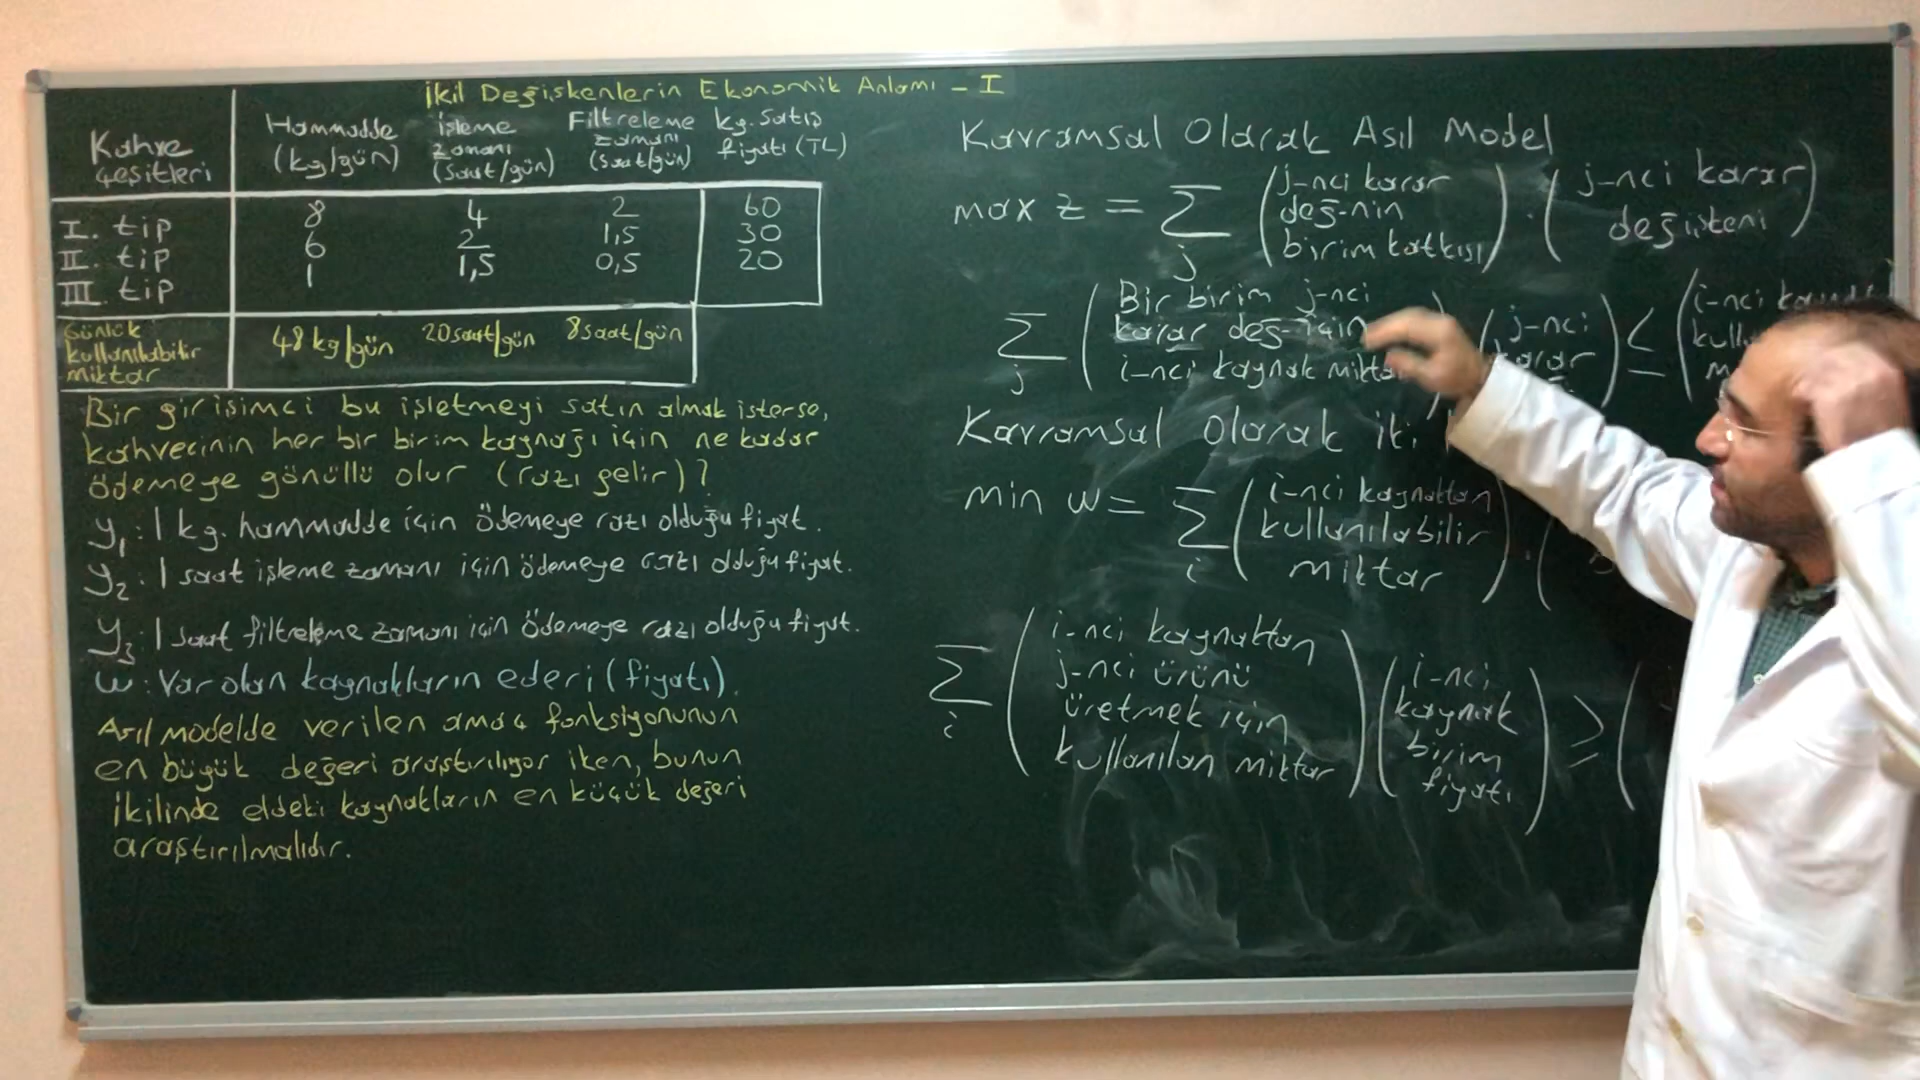 İkil Değişkenlerin Ekonomik Anlamı - I
Kahve çeşitleri
Hammadde (kg/gün)
işleme zamanı (saat/gün)
Filtreleme zamanı (saat/gün)
kg. satış fiyatı (TL)
I. tip 8 4 2 60
II. tip 6 2 1,5 30
III. tip 1 1,5 0,5 20
Günlük kullanılabilir miktar 48 kg/gün 20 saat/gün 8 saat/gün
Bir girişimci bu işletmeyi satın almak isterse,
kahvecinin her bir birim kaynağı için ne kadar
ödemeye gönüllü olur (razı gelir)?
y₁ : 1 kg. hammadde için ödemeye razı olduğu fiyat.
y₂ : 1 saat işleme zamanı için ödemeye razı olduğu fiyat.
y₃ : 1 saat filtreleme zamanı için ödemeye razı olduğu fiyat.
w : Var olan kaynakların ederi (fiyatı).
Asıl modelde verilen amaç fonksiyonunun
en büyük değeri araştırılıyor iken, bunun
ikilinde eldeki kaynakların en küçük değeri
araştırılmalıdır.
Kavramsal Olarak Asıl Model
max z = Σ j (j-nci karar değ-nin birim katkısı) . (j-nci karar değişkeni)
Σ j (Bir birim j-nci karar değ- için i-nci kaynak ) (j-nci karar ) ≤ (i-nci
Kavramsal Olarak
min w = Σ i (i-nci kaynaktan kullanılabilir miktar) . (
Σ i (i-nci kaynaktan j-nci ürünü üretmek için kullanılan miktar) (i-nci kaynak birim fiyatı) ≥ (